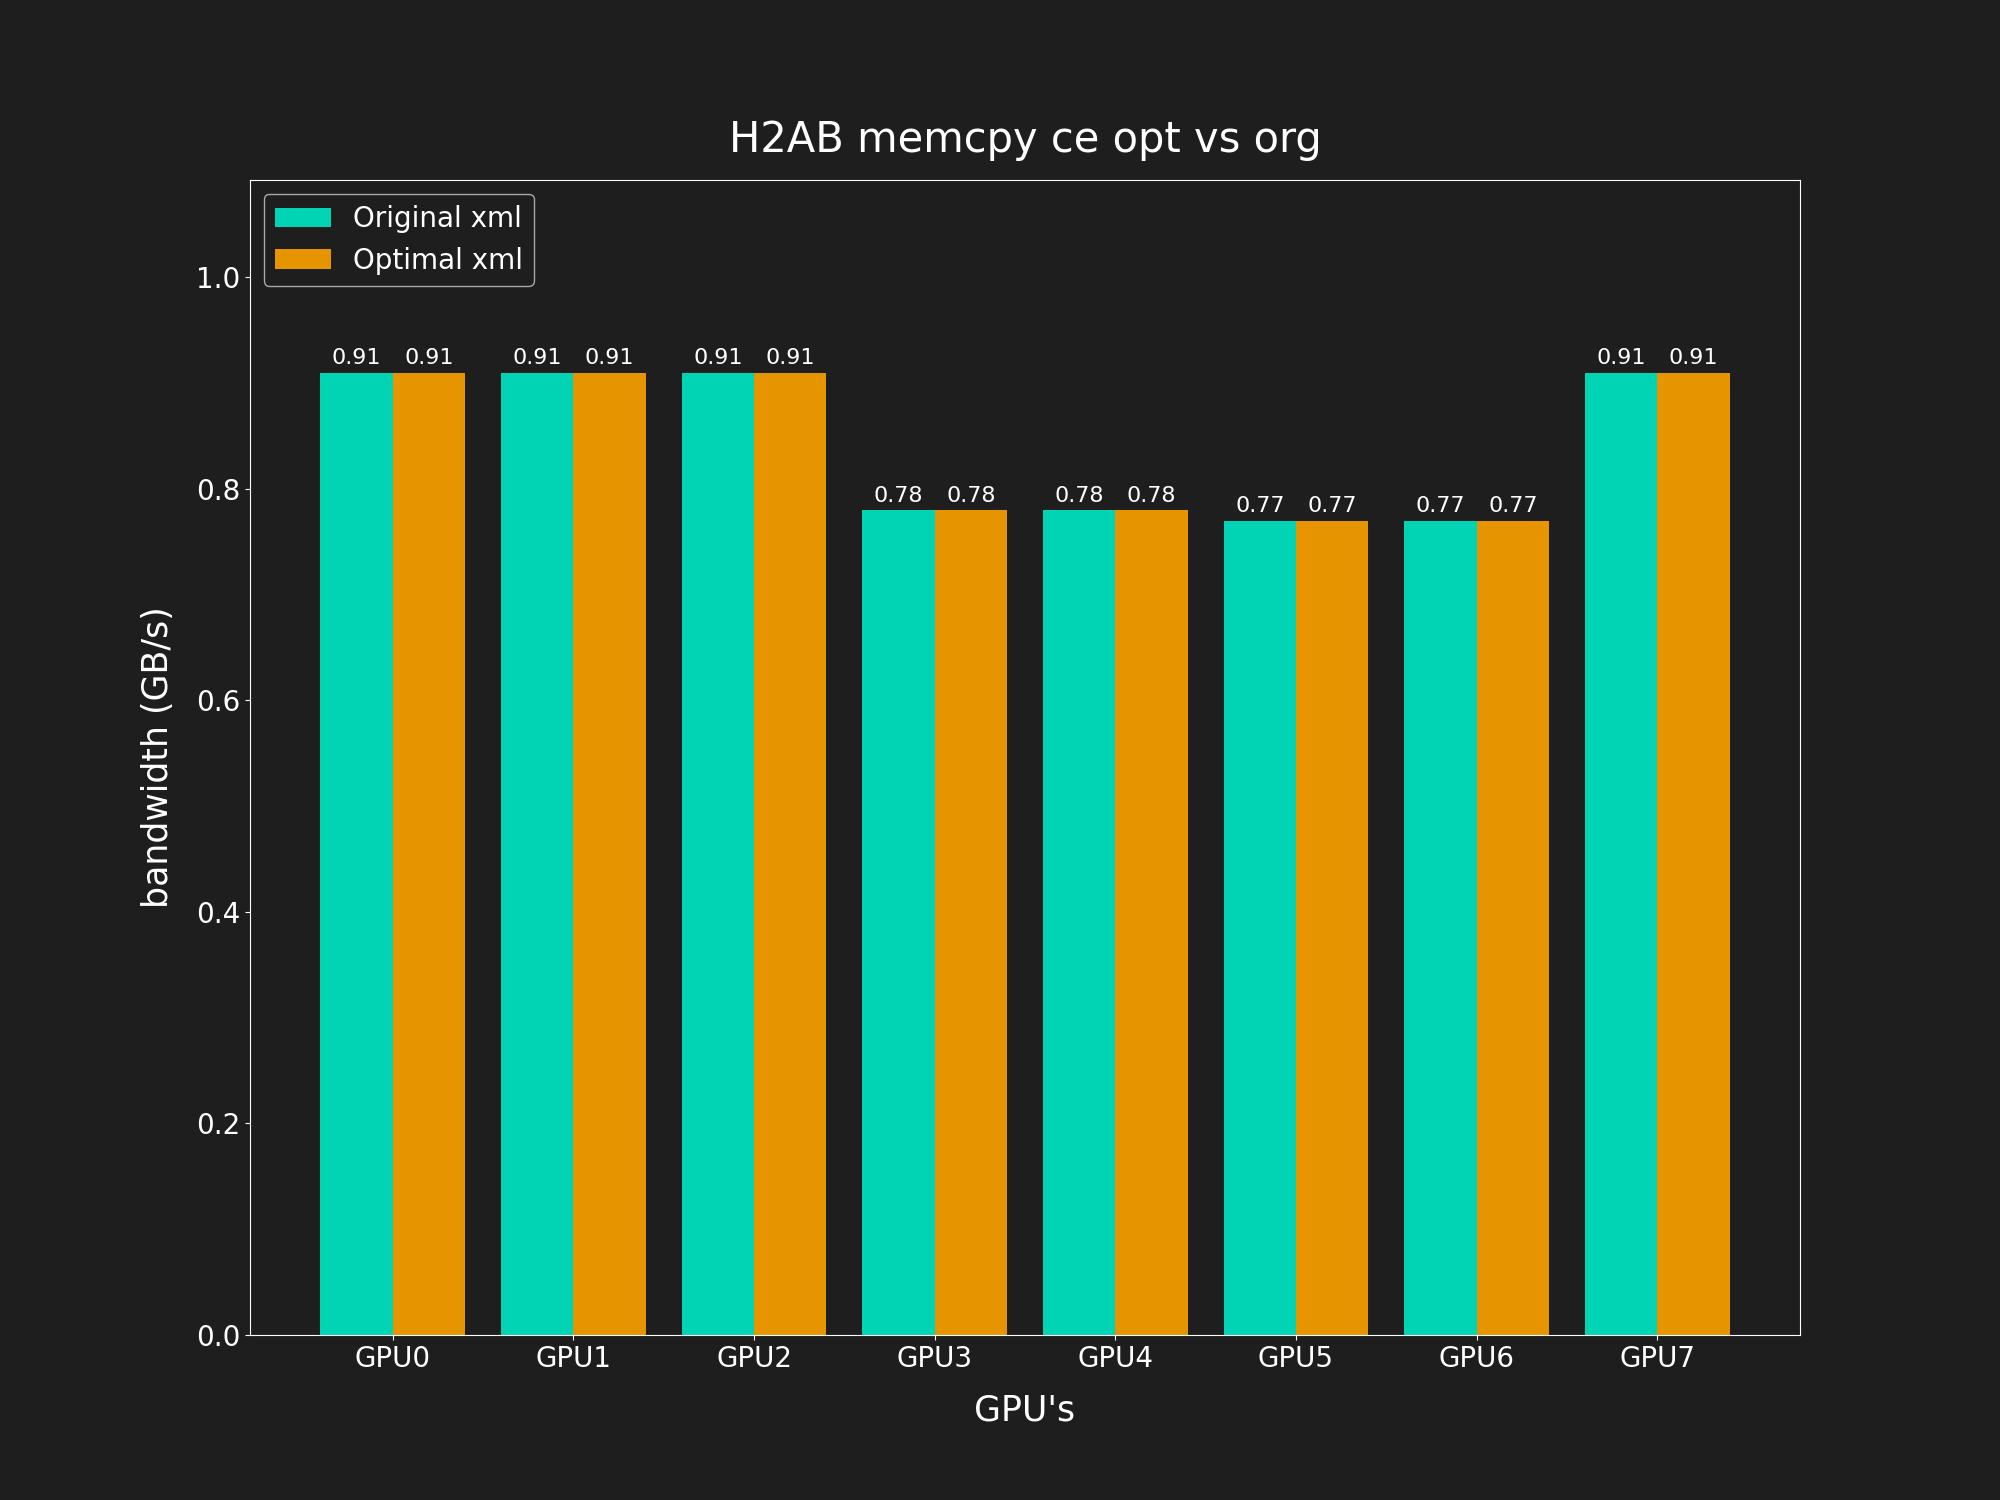 H2AB memcpy ce opt vs org
Original xml
Optimal xml
1.0
0.8
0.6
0.4
0.2
0.0
bandwidth (GB/s)
0.91 0.91 0.91 0.91 0.91 0.91 0.78 0.78 0.78 0.78 0.77 0.77 0.77 0.77 0.91 0.91
GPU0 GPU1 GPU2 GPU3 GPU4 GPU5 GPU6 GPU7
GPU's